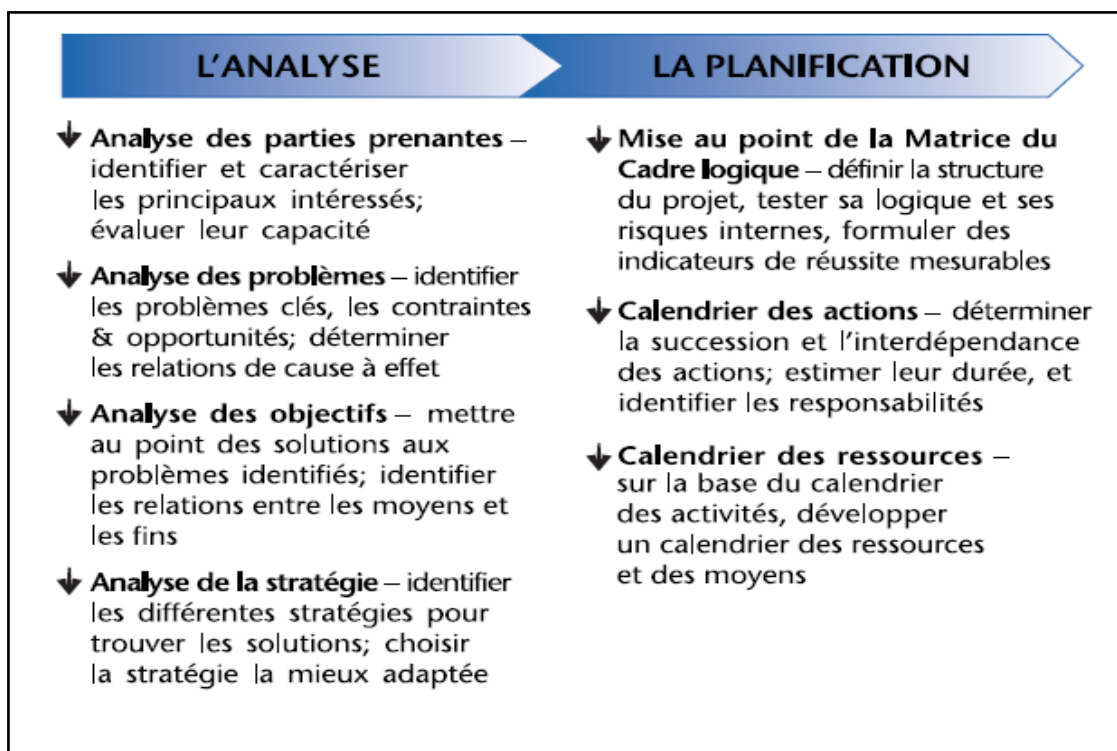 L'ANALYSE
Analyse des parties prenantes –
identifier et caractériser
les principaux intéressés;
évaluer leur capacité
Analyse des problèmes – identifier
les problèmes clés, les contraintes
& opportunités; déterminer
les relations de cause à effet
Analyse des objectifs – mettre
au point des solutions aux
problèmes identifiés; identifier
les relations entre les moyens et
les fins
Analyse de la stratégie – identifier
les différentes stratégies pour
trouver les solutions; choisir
la stratégie la mieux adaptée
LA PLANIFICATION
Mise au point de la Matrice du
Cadre logique – définir la structure
du projet, tester sa logique et ses
risques internes, formuler des
indicateurs de réussite mesurables
Calendrier des actions – déterminer
la succession et l'interdépendance
des actions; estimer leur durée, et
identifier les responsabilités
Calendrier des ressources –
sur la base du calendrier
des activités, développer
un calendrier des ressources
et des moyens